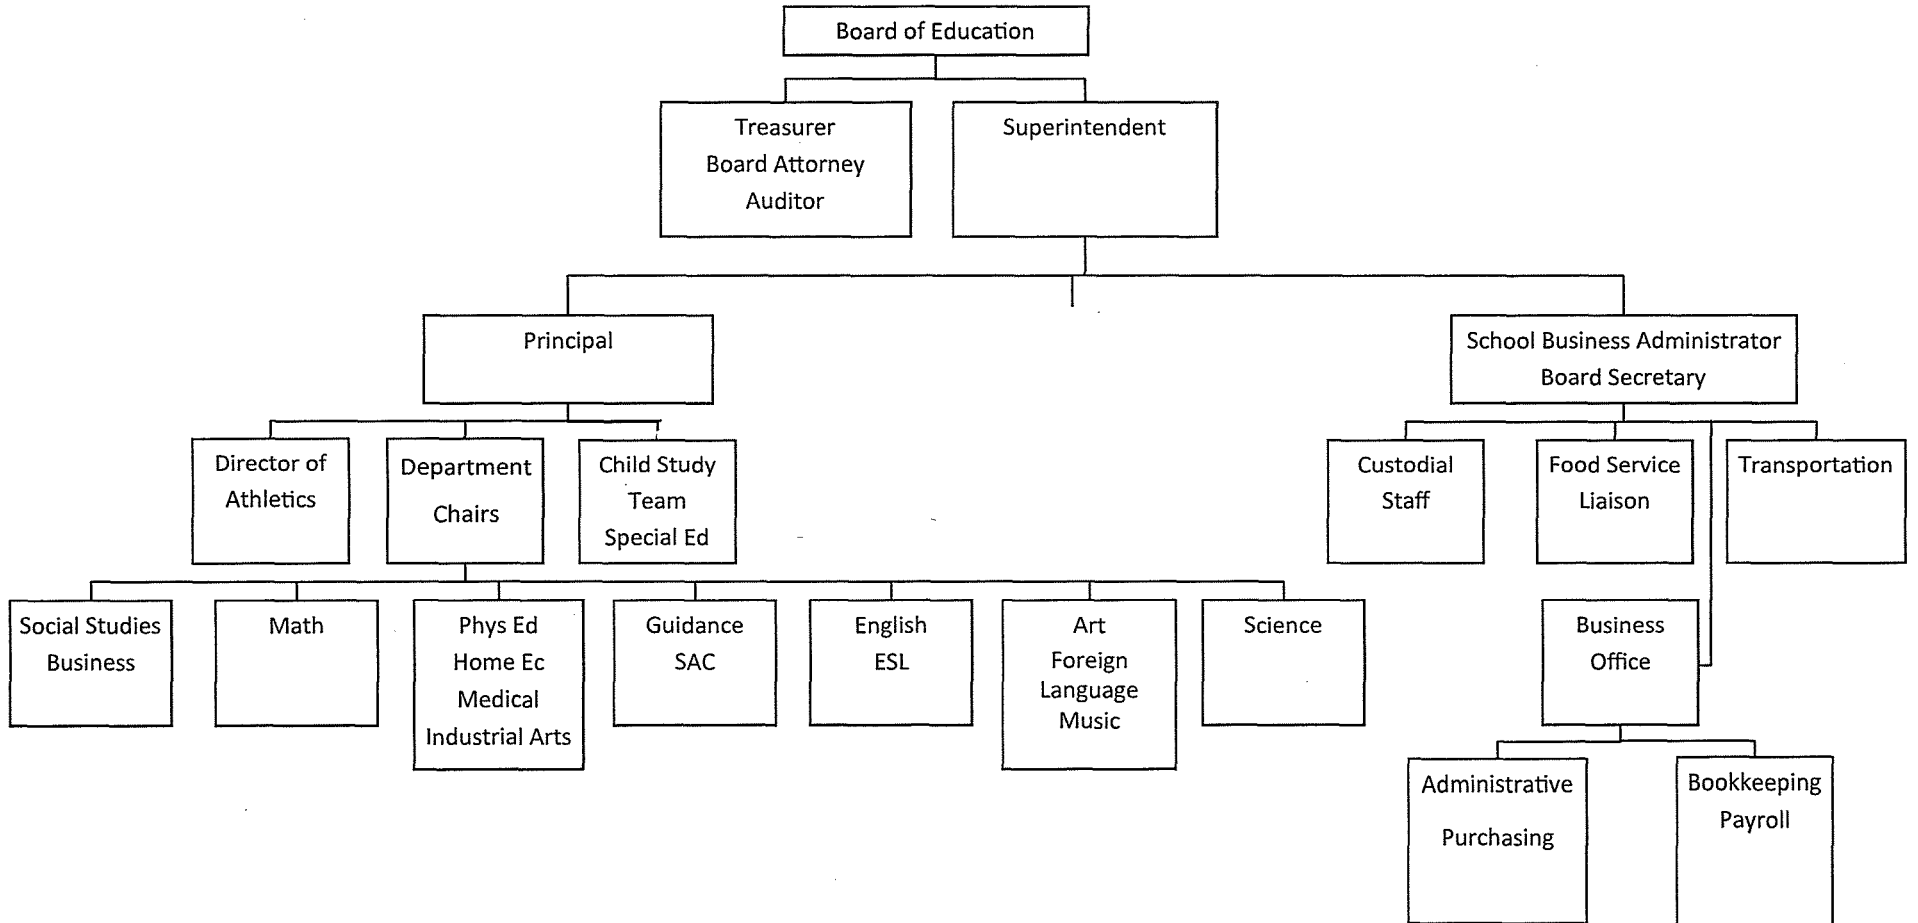 Board of Education
Treasurer
Board Attorney
Auditor
Superintendent
Principal
School Business Administrator
Board Secretary
Director of
Athletics
Department
Chairs
Child Study
Team
Special Ed
Custodial
Staff
Food Service
Liaison
Transportation
Social Studies
Business
Math
Phys Ed
Home Ec
Medical
Industrial Arts
Guidance
SAC
English
ESL
Art
Foreign
Language
Music
Science
Business
Office
Administrative
Purchasing
Bookkeeping
Payroll